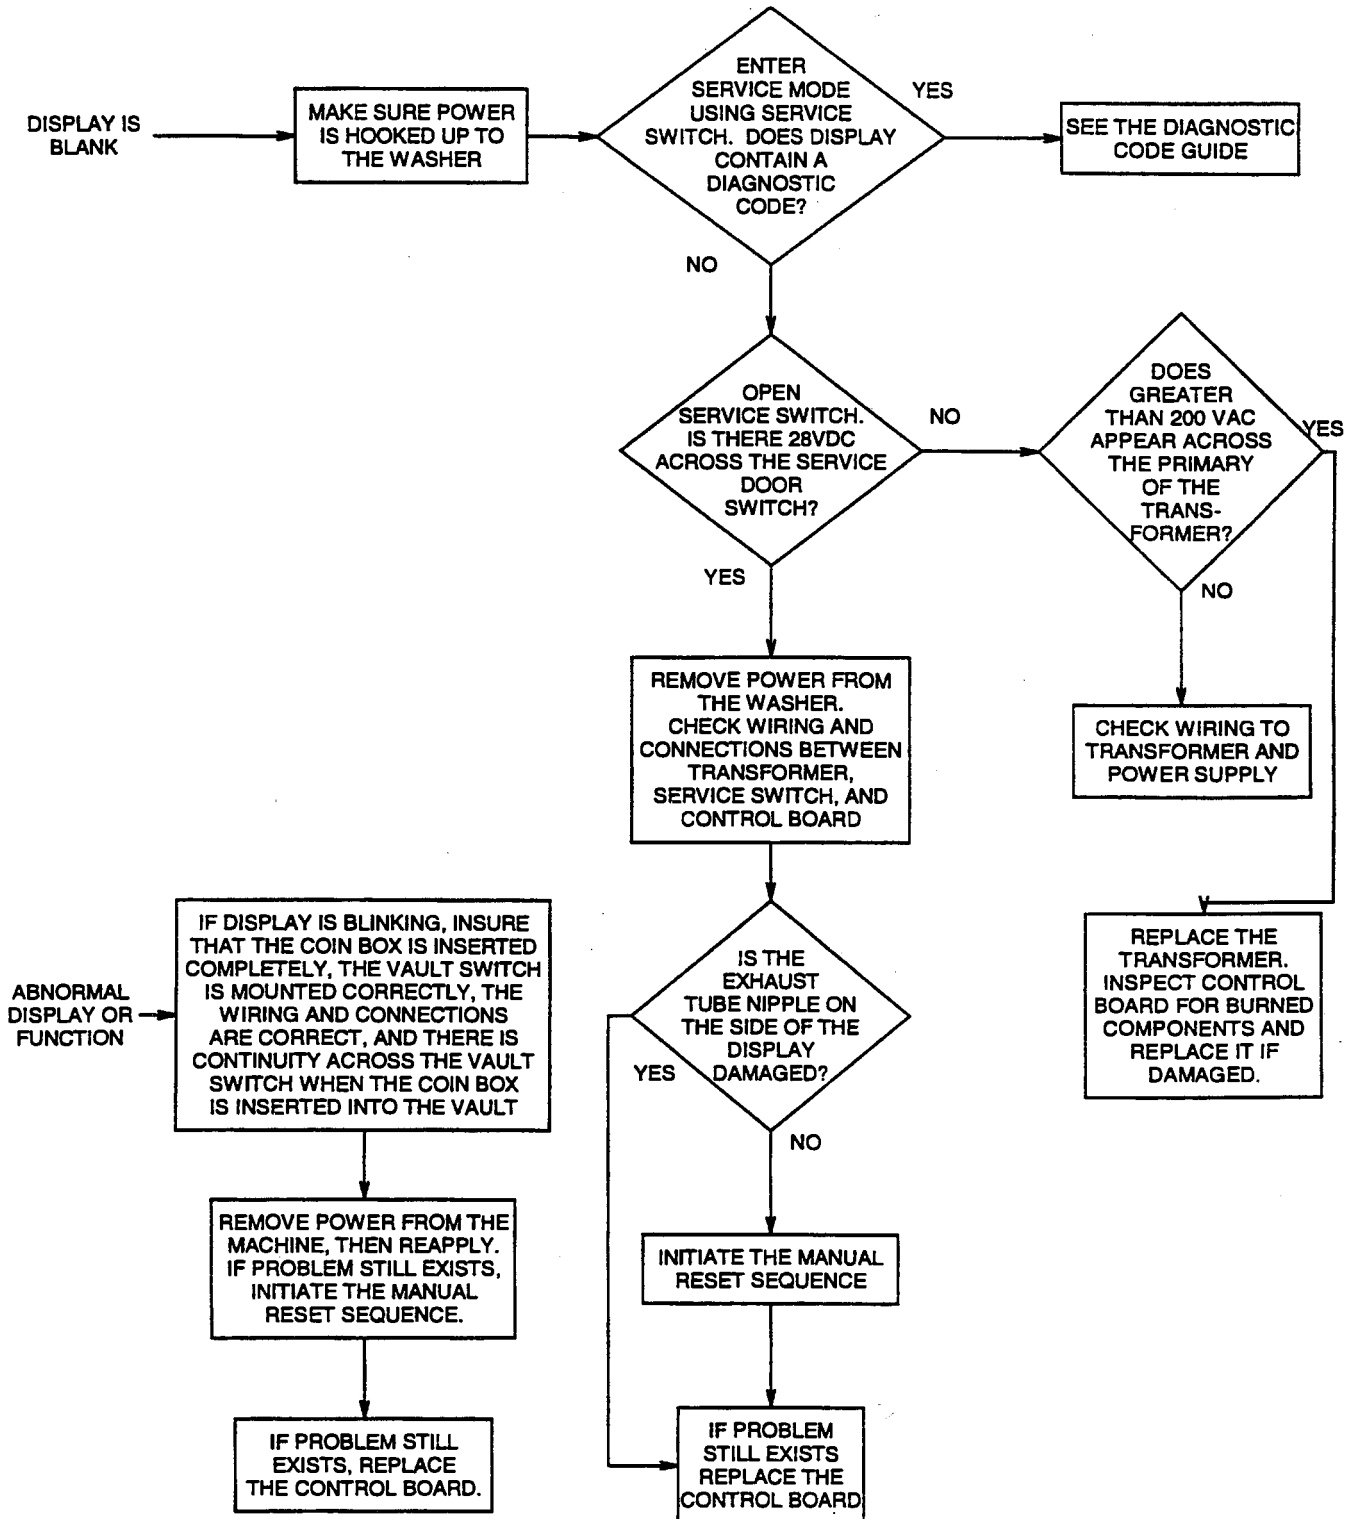 DISPLAY IS
BLANK
MAKE SURE POWER
IS HOOKED UP TO
THE WASHER
ENTER
SERVICE MODE
USING SERVICE
SWITCH. DOES DISPLAY
CONTAIN A
DIAGNOSTIC
CODE?
YES
SEE THE DIAGNOSTIC
CODE GUIDE
NO
OPEN
SERVICE SWITCH.
IS THERE 28VDC
ACROSS THE SERVICE
DOOR
SWITCH?
NO
DOES
GREATER
THAN 200 VAC
APPEAR ACROSS
THE PRIMARY
OF THE
TRANS-
FORMER?
YES
YES
NO
REMOVE POWER FROM
THE WASHER.
CHECK WIRING AND
CONNECTIONS BETWEEN
TRANSFORMER,
SERVICE SWITCH, AND
CONTROL BOARD
CHECK WIRING TO
TRANSFORMER AND
POWER SUPPLY
REPLACE THE
TRANSFORMER.
INSPECT CONTROL
BOARD FOR BURNED
COMPONENTS AND
REPLACE IT IF
DAMAGED.
IS THE
EXHAUST
TUBE NIPPLE ON
THE SIDE OF THE
DISPLAY
DAMAGED?
YES
NO
INITIATE THE MANUAL
RESET SEQUENCE
IF PROBLEM
STILL EXISTS
REPLACE THE
CONTROL BOARD
ABNORMAL
DISPLAY OR
FUNCTION
IF DISPLAY IS BLINKING, INSURE
THAT THE COIN BOX IS INSERTED
COMPLETELY, THE VAULT SWITCH
IS MOUNTED CORRECTLY, THE
WIRING AND CONNECTIONS
ARE CORRECT, AND THERE IS
CONTINUITY ACROSS THE VAULT
SWITCH WHEN THE COIN BOX
IS INSERTED INTO THE VAULT
REMOVE POWER FROM THE
MACHINE, THEN REAPPLY.
IF PROBLEM STILL EXISTS,
INITIATE THE MANUAL
RESET SEQUENCE.
IF PROBLEM STILL
EXISTS, REPLACE
THE CONTROL BOARD.